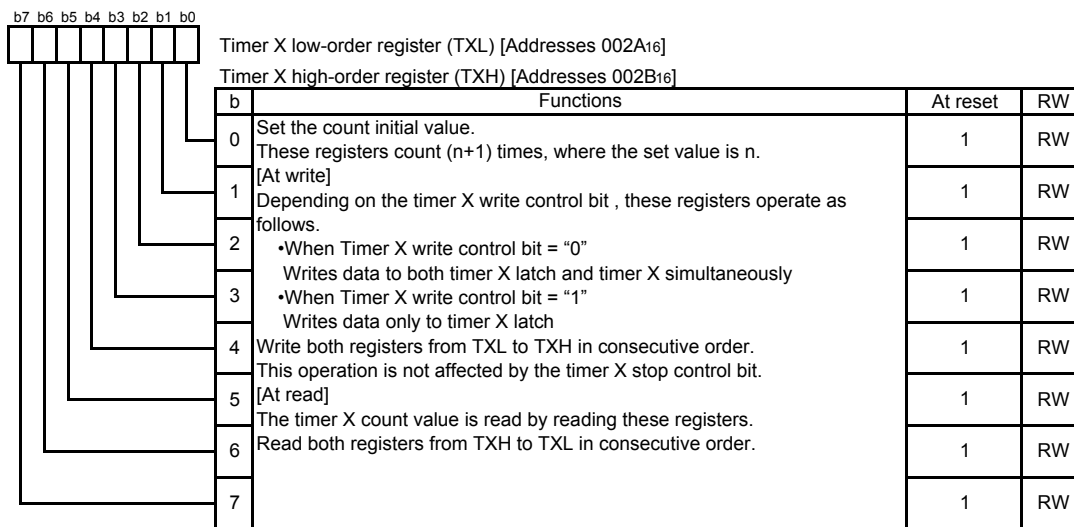 b7 b6 b5 b4 b3 b2 b1 b0
Timer X low-order register (TXL) [Addresses 002A16]
Timer X high-order register (TXH) [Addresses 002B16]
b Functions At reset RW
0 Set the count initial value. 1 RW
These registers count (n+1) times, where the set value is n.
[At write]
1 Depending on the timer X write control bit , these registers operate as 1 RW
follows.
2 •When Timer X write control bit = “0” 1 RW
Writes data to both timer X latch and timer X simultaneously
3 •When Timer X write control bit = “1” 1 RW
Writes data only to timer X latch
4 Write both registers from TXL to TXH in consecutive order. 1 RW
This operation is not affected by the timer X stop control bit.
5 [At read] 1 RW
The timer X count value is read by reading these registers.
6 Read both registers from TXH to TXL in consecutive order. 1 RW
7 1 RW